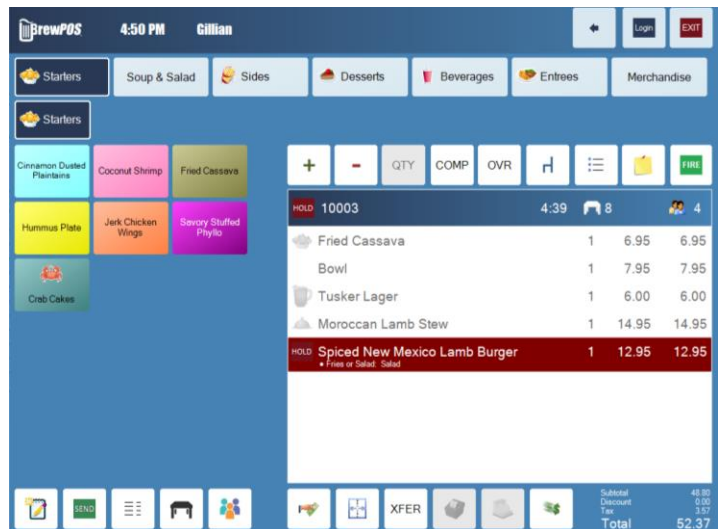 BrewPOS 4:50 PM Gillian Login EXIT
Starters Soup & Salad Sides Desserts Beverages Entrees Merchandise
Starters
Cinnamon Dusted
Plaintains
Coconut Shrimp
Fried Cassava
Hummus Plate
Jerk Chicken
Wings
Savory Stuffed
Phyllo
Crab Cakes
+ - QTY COMP OVR FIRE
HOLD 10003 4:39 8 4
Fried Cassava 1 6.95 6.95
Bowl 1 7.95 7.95
Tusker Lager 1 6.00 6.00
Moroccan Lamb Stew 1 14.95 14.95
HOLD Spiced New Mexico Lamb Burger 1 12.95 12.95
• Fries or Salad: Salad
SEND
XFER
Subtotal 48.80
Discount 0.00
Tax 3.57
Total 52.37